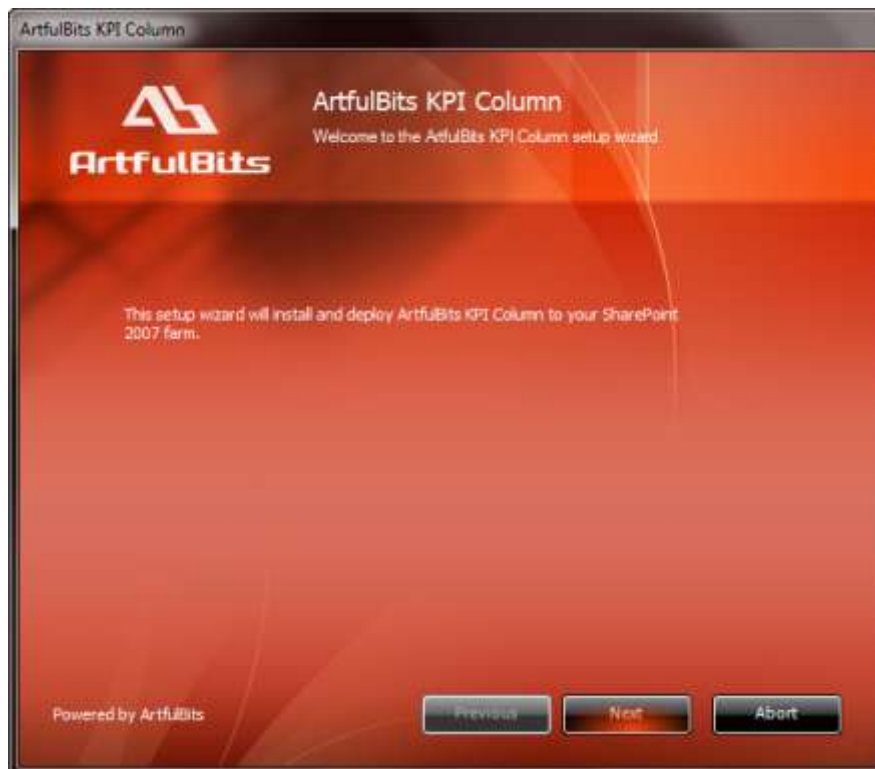 ArtfulBits KPI Column
ArtfulBits
ArtfulBits KPI Column
Welcome to the ArtfulBits KPI Column setup wizard
This setup wizard will install and deploy ArtfulBits KPI Column to your SharePoint
2007 farm.
Powered by ArtfulBits
Previous
Next
Abort